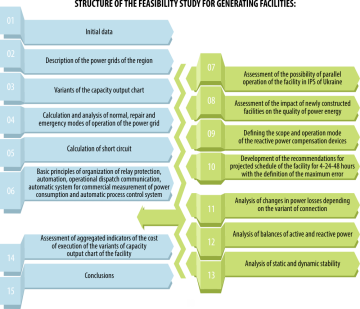 STRUCTURE OF THE FEASIBILITY STUDY FOR GENERATING FACILITIES:
01
Initial data
02
Description of the power grids of the region
03
Variants of the capacity output chart
04
Calculation and analysis of normal, repair and
emergency modes of operation of the power grid
05
Calculation of short circuit
06
Basic principles of organization of relay protection,
automation, operational dispatch communication,
automatic system for commercial measurement of power
consumption and automatic process control system
07
Assessment of the possibility of parallel
operation of the facility in IPS of Ukraine
08
Assessment of the impact of newly constructed
facilities on the quality of power energy
09
Defining the scope and operation mode
of the reactive power compensation devices
10
Development of the recommendations for
projected schedule of the facility for 4-24-48 hours
with the definition of the maximum error
11
Analysis of changes in power losses depending
on the variant of connection
12
Analysis of balances of active and reactive power
13
Analysis of static and dynamic stability
14
Assessment of aggregated indicators of the cost
of execution of the variants of capacity
output chart of the facility
15
Conclusions